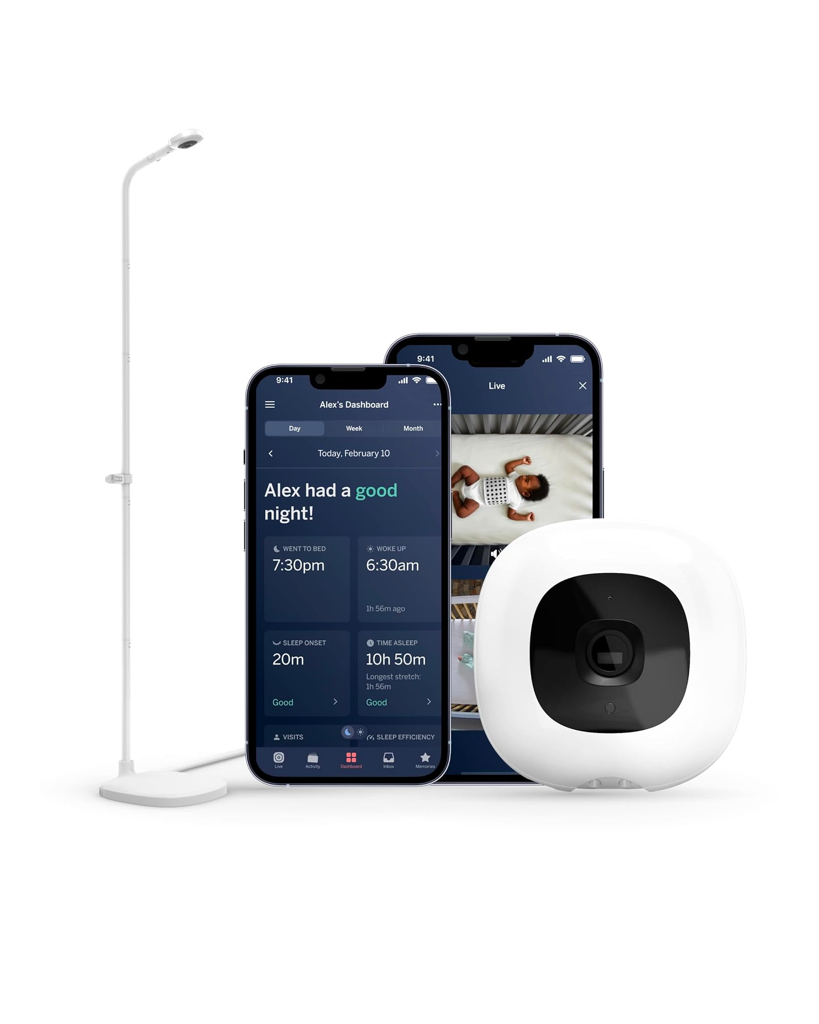 9:41
Live
9:41
Alex's Dashboard
Day Week Month
Today, February 10
Alex had a good
night!
WENT TO BED
7:30pm
WOKE UP
6:30am
1h 56m ago
SLEEP ONSET
20m
Good
TIME ASLEEP
10h 50m
Longest stretch:
1h 56m
Good
VISITS
SLEEP EFFICIENCY
Live Activity Dashboard Inbox Memories